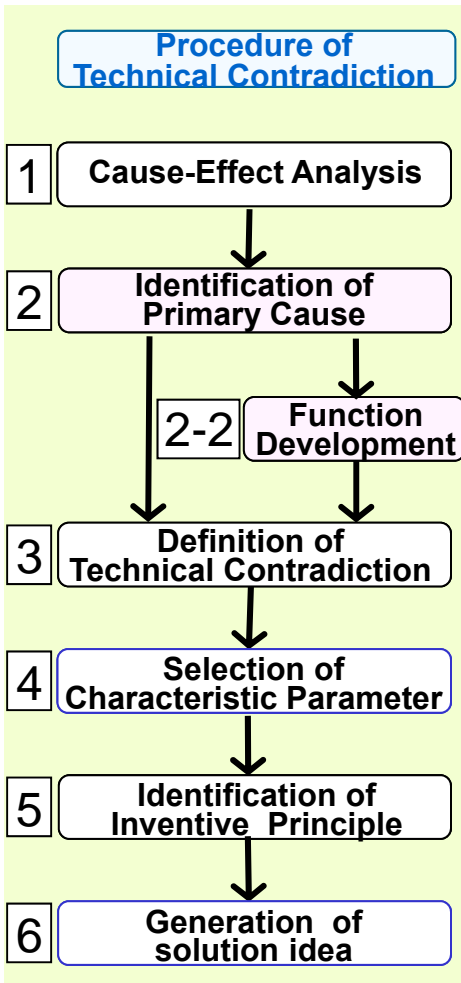 Procedure of
Technical Contradiction
1
Cause-Effect Analysis
2
Identification of
Primary Cause
2-2
Function
Development
3
Definition of
Technical Contradiction
4
Selection of
Characteristic Parameter
5
Identification of
Inventive Principle
6
Generation of
solution idea